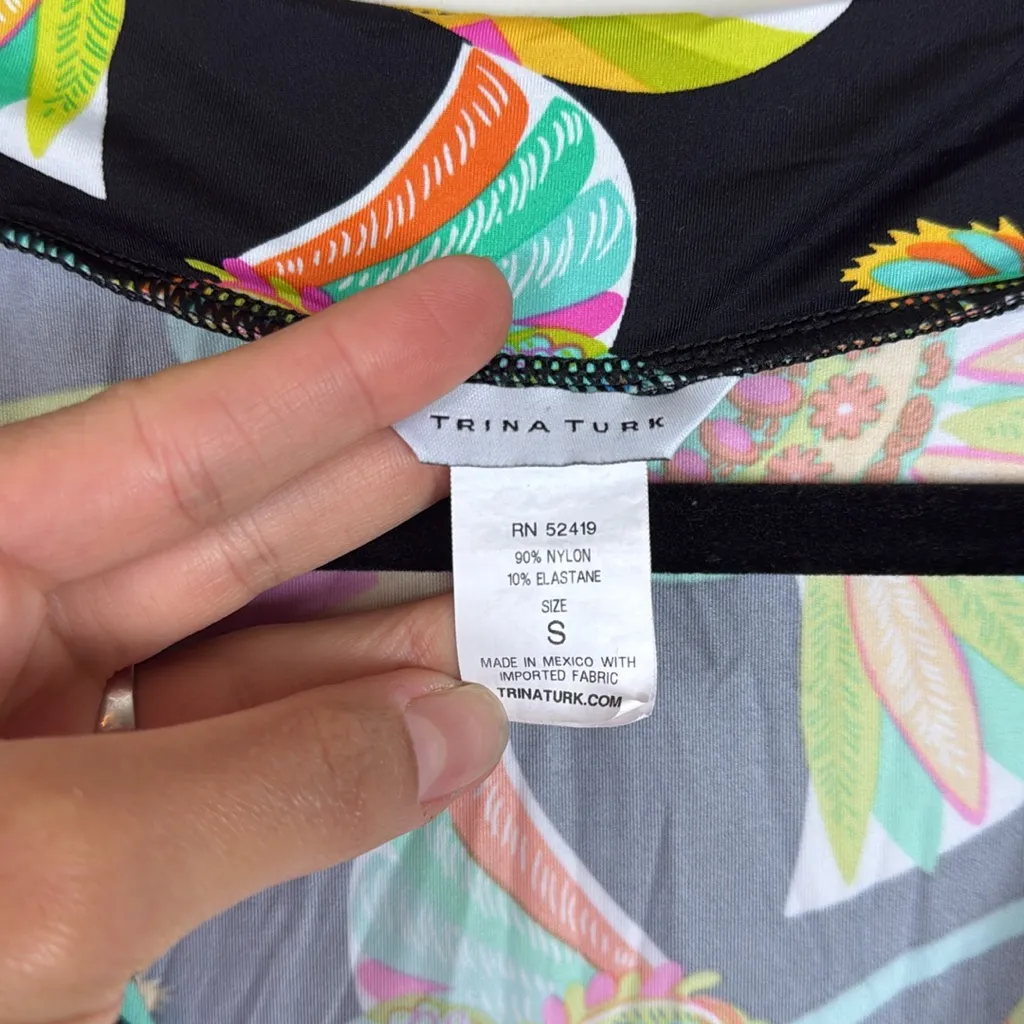 TRINA TURK
RN 52419
90% NYLON
10% ELASTANE
SIZE
S
MADE IN MEXICO WITH
IMPORTED FABRIC
TRINATURK.COM